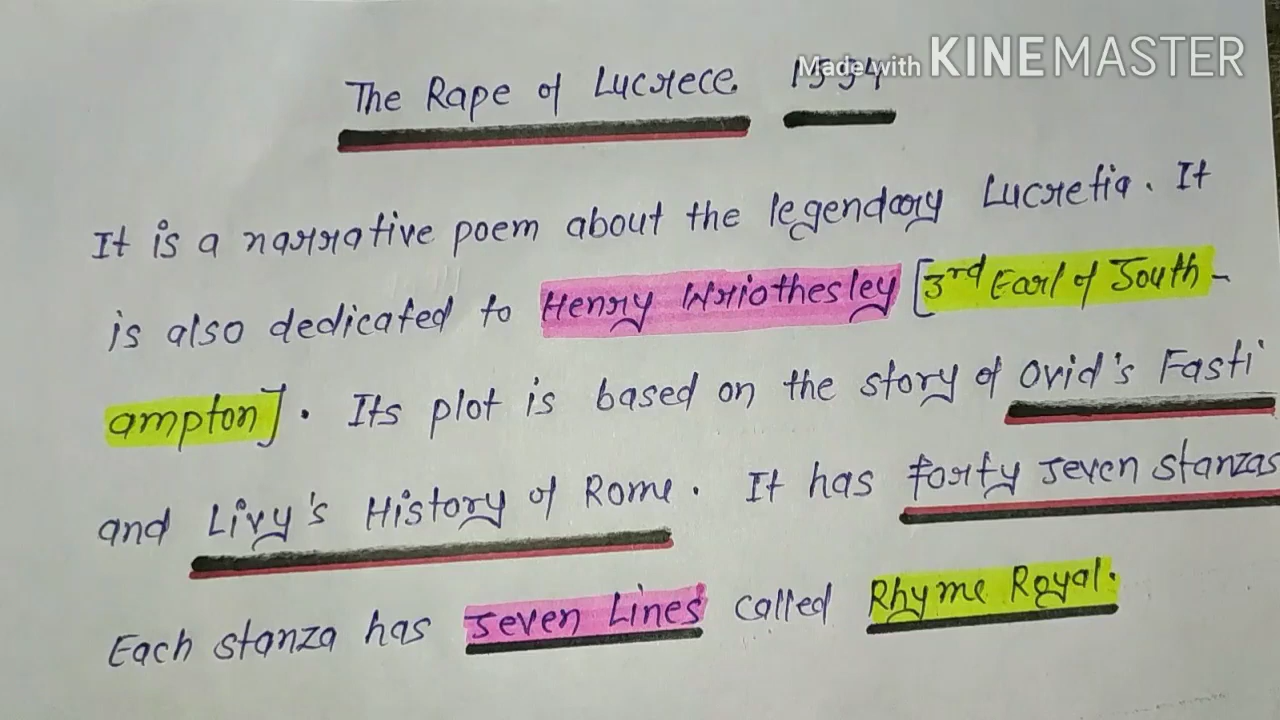 Made with KINEMASTER
The Rape of Lucrece. 1594
It is a narrative poem about the legendary Lucretia. It
is also dedicated to Henry Wriothesley [3rd Earl of South-
ampton]. Its plot is based on the story of Ovid's Fasti
and Livy's History of Rome. It has forty seven stanzas
Each stanza has seven Lines called Rhyme Royal.